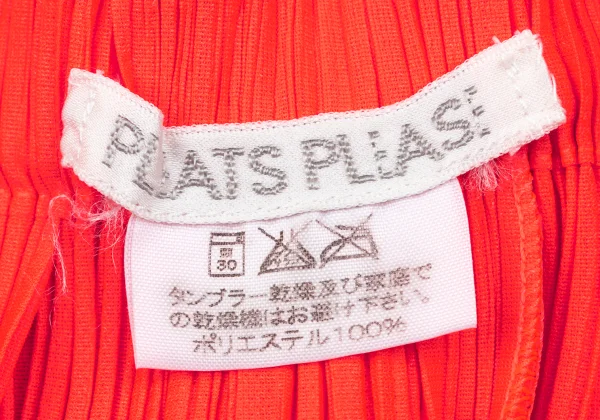 PLEATS PLEASE
弱
30
タンブラー乾燥及び家庭で
の乾燥機はお避け下さい。
ポリエステル100%